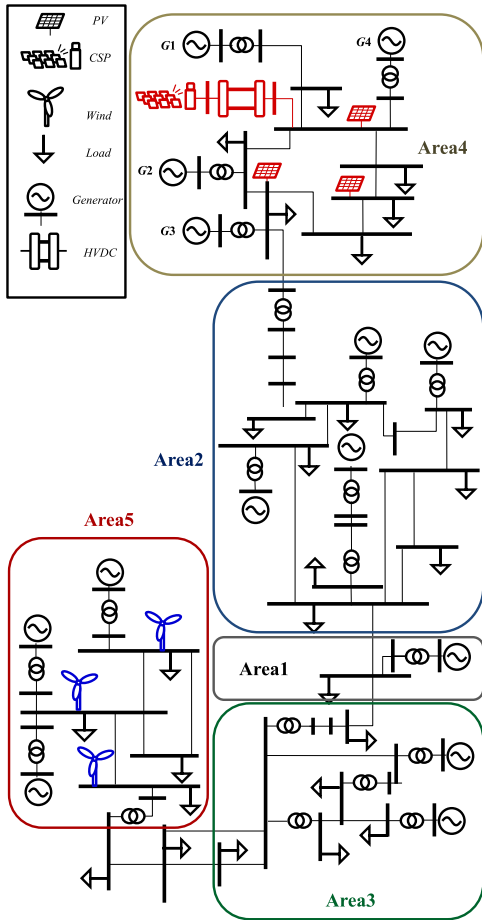 PV
CSP
Wind
Load
Generator
HVDC
G1
G4
Area4
G2
G3
Area2
Area5
Area1
Area3